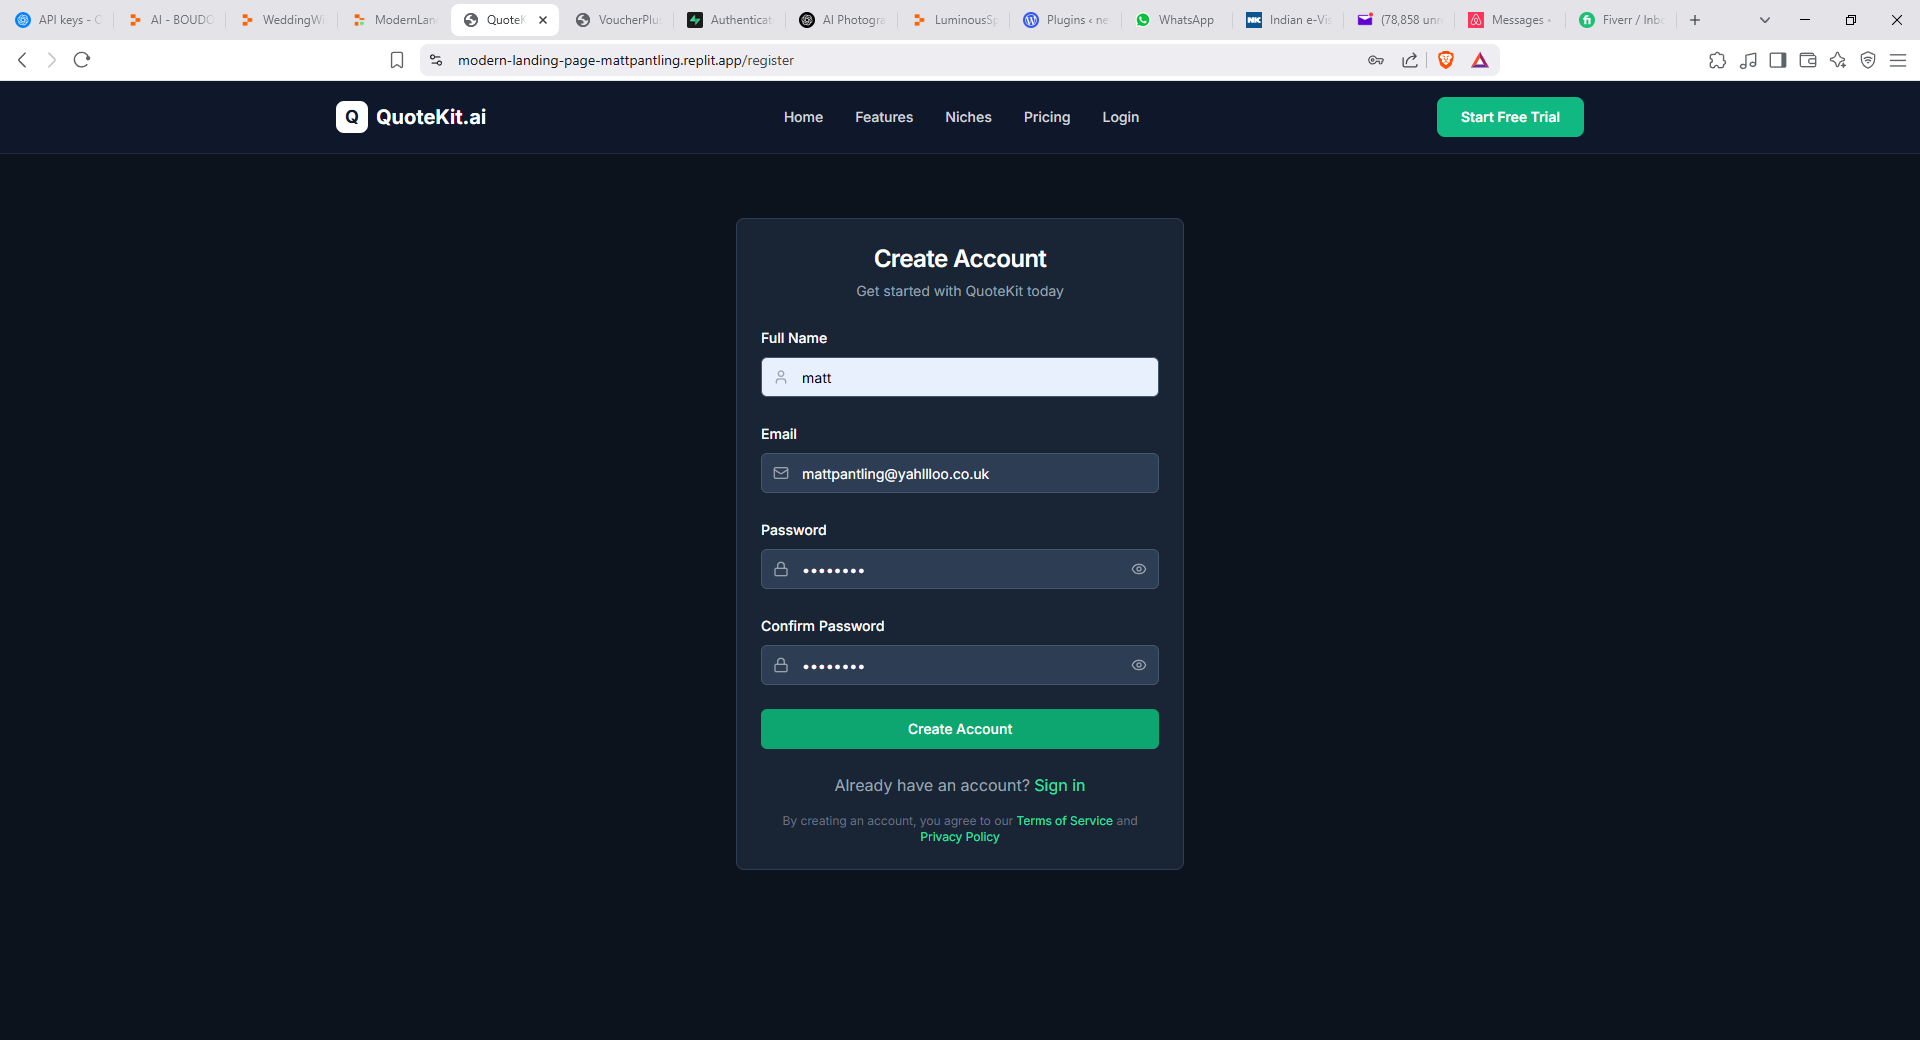 API keys - C
AI - BOUDO
WeddingWi
ModernLan
QuoteK
VoucherPlu
Authenticat
AI Photogra
LuminousSp
Plugins ‹ ne
WhatsApp
Indian e-Vis
(78,858 unr
Messages •
Fiverr / Inbo
modern-landing-page-mattpantling.replit.app/register
Q QuoteKit.ai
Home
Features
Niches
Pricing
Login
Start Free Trial
Create Account
Get started with QuoteKit today
Full Name
matt
Email
mattpantling@yahllloo.co.uk
Password
Confirm Password
Create Account
Already have an account? Sign in
By creating an account, you agree to our Terms of Service and
Privacy Policy